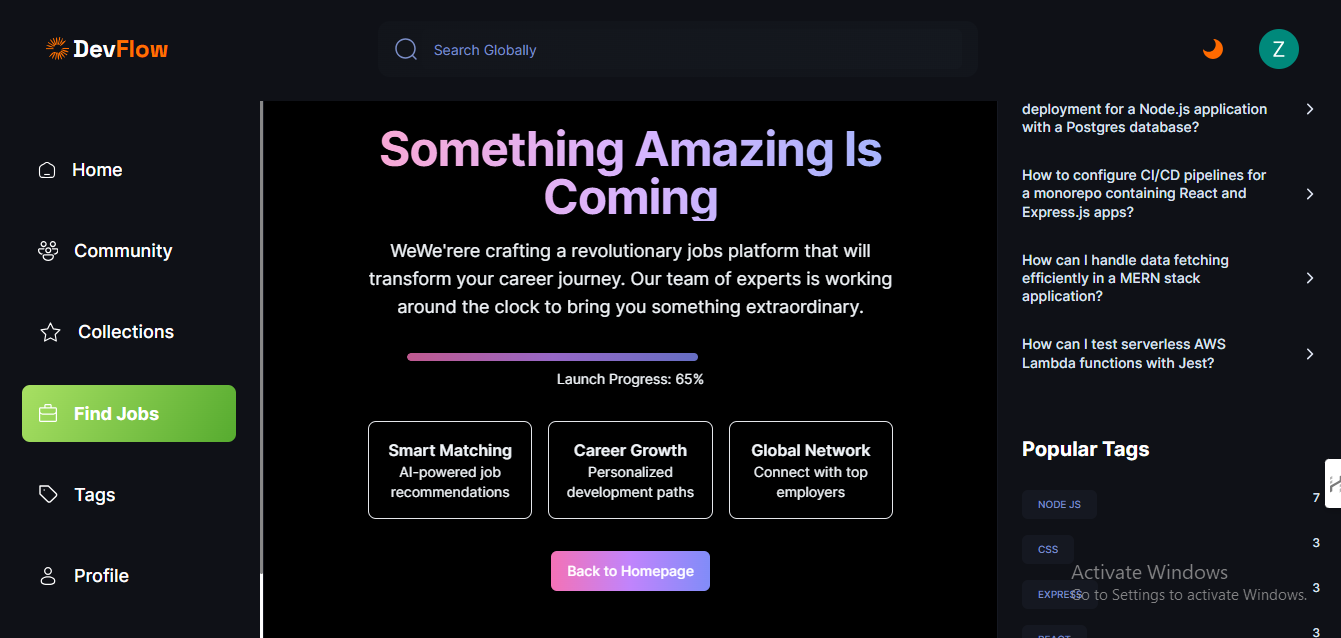 DevFlow
Search Globally
Z
Home
Community
Collections
Find Jobs
Tags
Profile
Something Amazing Is
Coming
WeWe'rere crafting a revolutionary jobs platform that will
transform your career journey. Our team of experts is working
around the clock to bring you something extraordinary.
Launch Progress: 65%
Smart Matching
AI-powered job
recommendations
Career Growth
Personalized
development paths
Global Network
Connect with top
employers
Back to Homepage
deployment for a Node.js application
with a Postgres database?
How to configure CI/CD pipelines for
a monorepo containing React and
Express.js apps?
How can I handle data fetching
efficiently in a MERN stack
application?
How can I test serverless AWS
Lambda functions with Jest?
Popular Tags
NODE JS
7
CSS
3
EXPRESS
3
REACT
3
Activate Windows
Go to Settings to activate Windows.